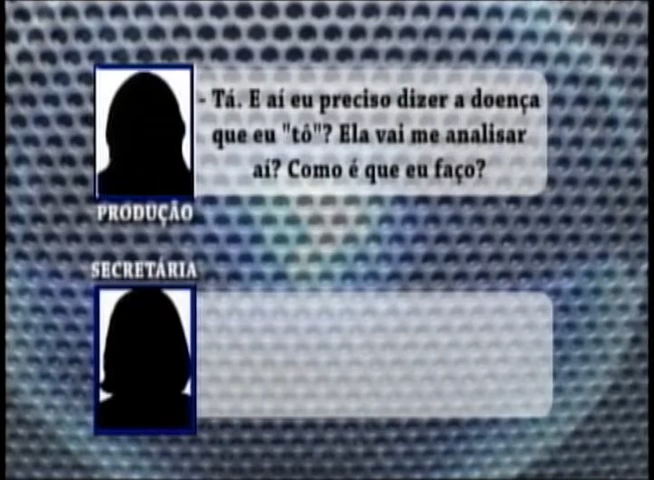 - Tá. E aí eu preciso dizer a doença
que eu "tô"? Ela vai me analisar
aí? Como é que eu faço?
PRODUÇÃO
SECRETÁRIA